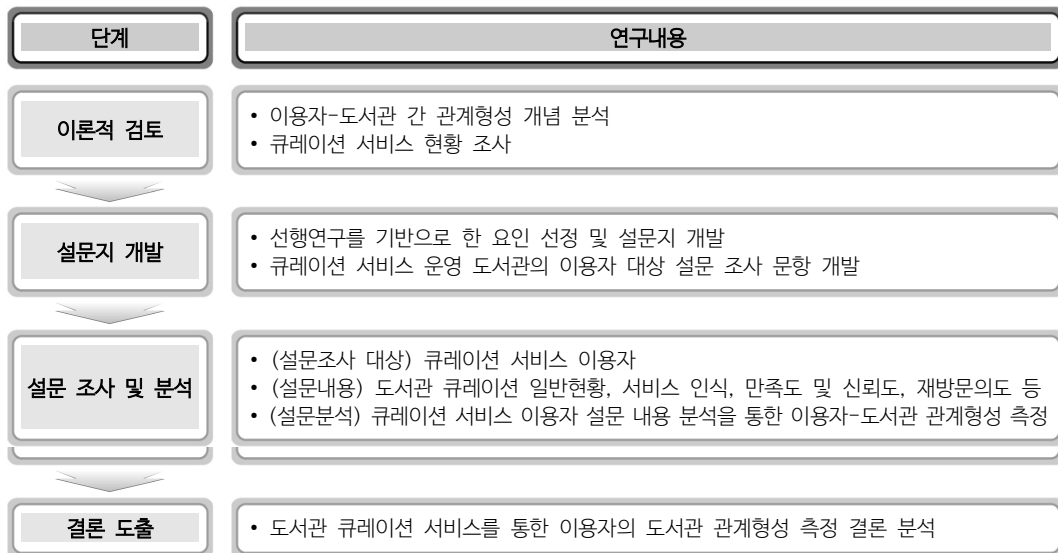 단계
연구내용
이론적 검토
• 이용자-도서관 간 관계형성 개념 분석
• 큐레이션 서비스 현황 조사
설문지 개발
• 선행연구를 기반으로 한 요인 선정 및 설문지 개발
• 큐레이션 서비스 운영 도서관의 이용자 대상 설문 조사 문항 개발
설문 조사 및 분석
• (설문조사 대상) 큐레이션 서비스 이용자
• (설문내용) 도서관 큐레이션 일반현황, 서비스 인식, 만족도 및 신뢰도, 재방문의도 등
• (설문분석) 큐레이션 서비스 이용자 설문 내용 분석을 통한 이용자-도서관 관계형성 측정
결론 도출
• 도서관 큐레이션 서비스를 통한 이용자의 도서관 관계형성 측정 결론 분석